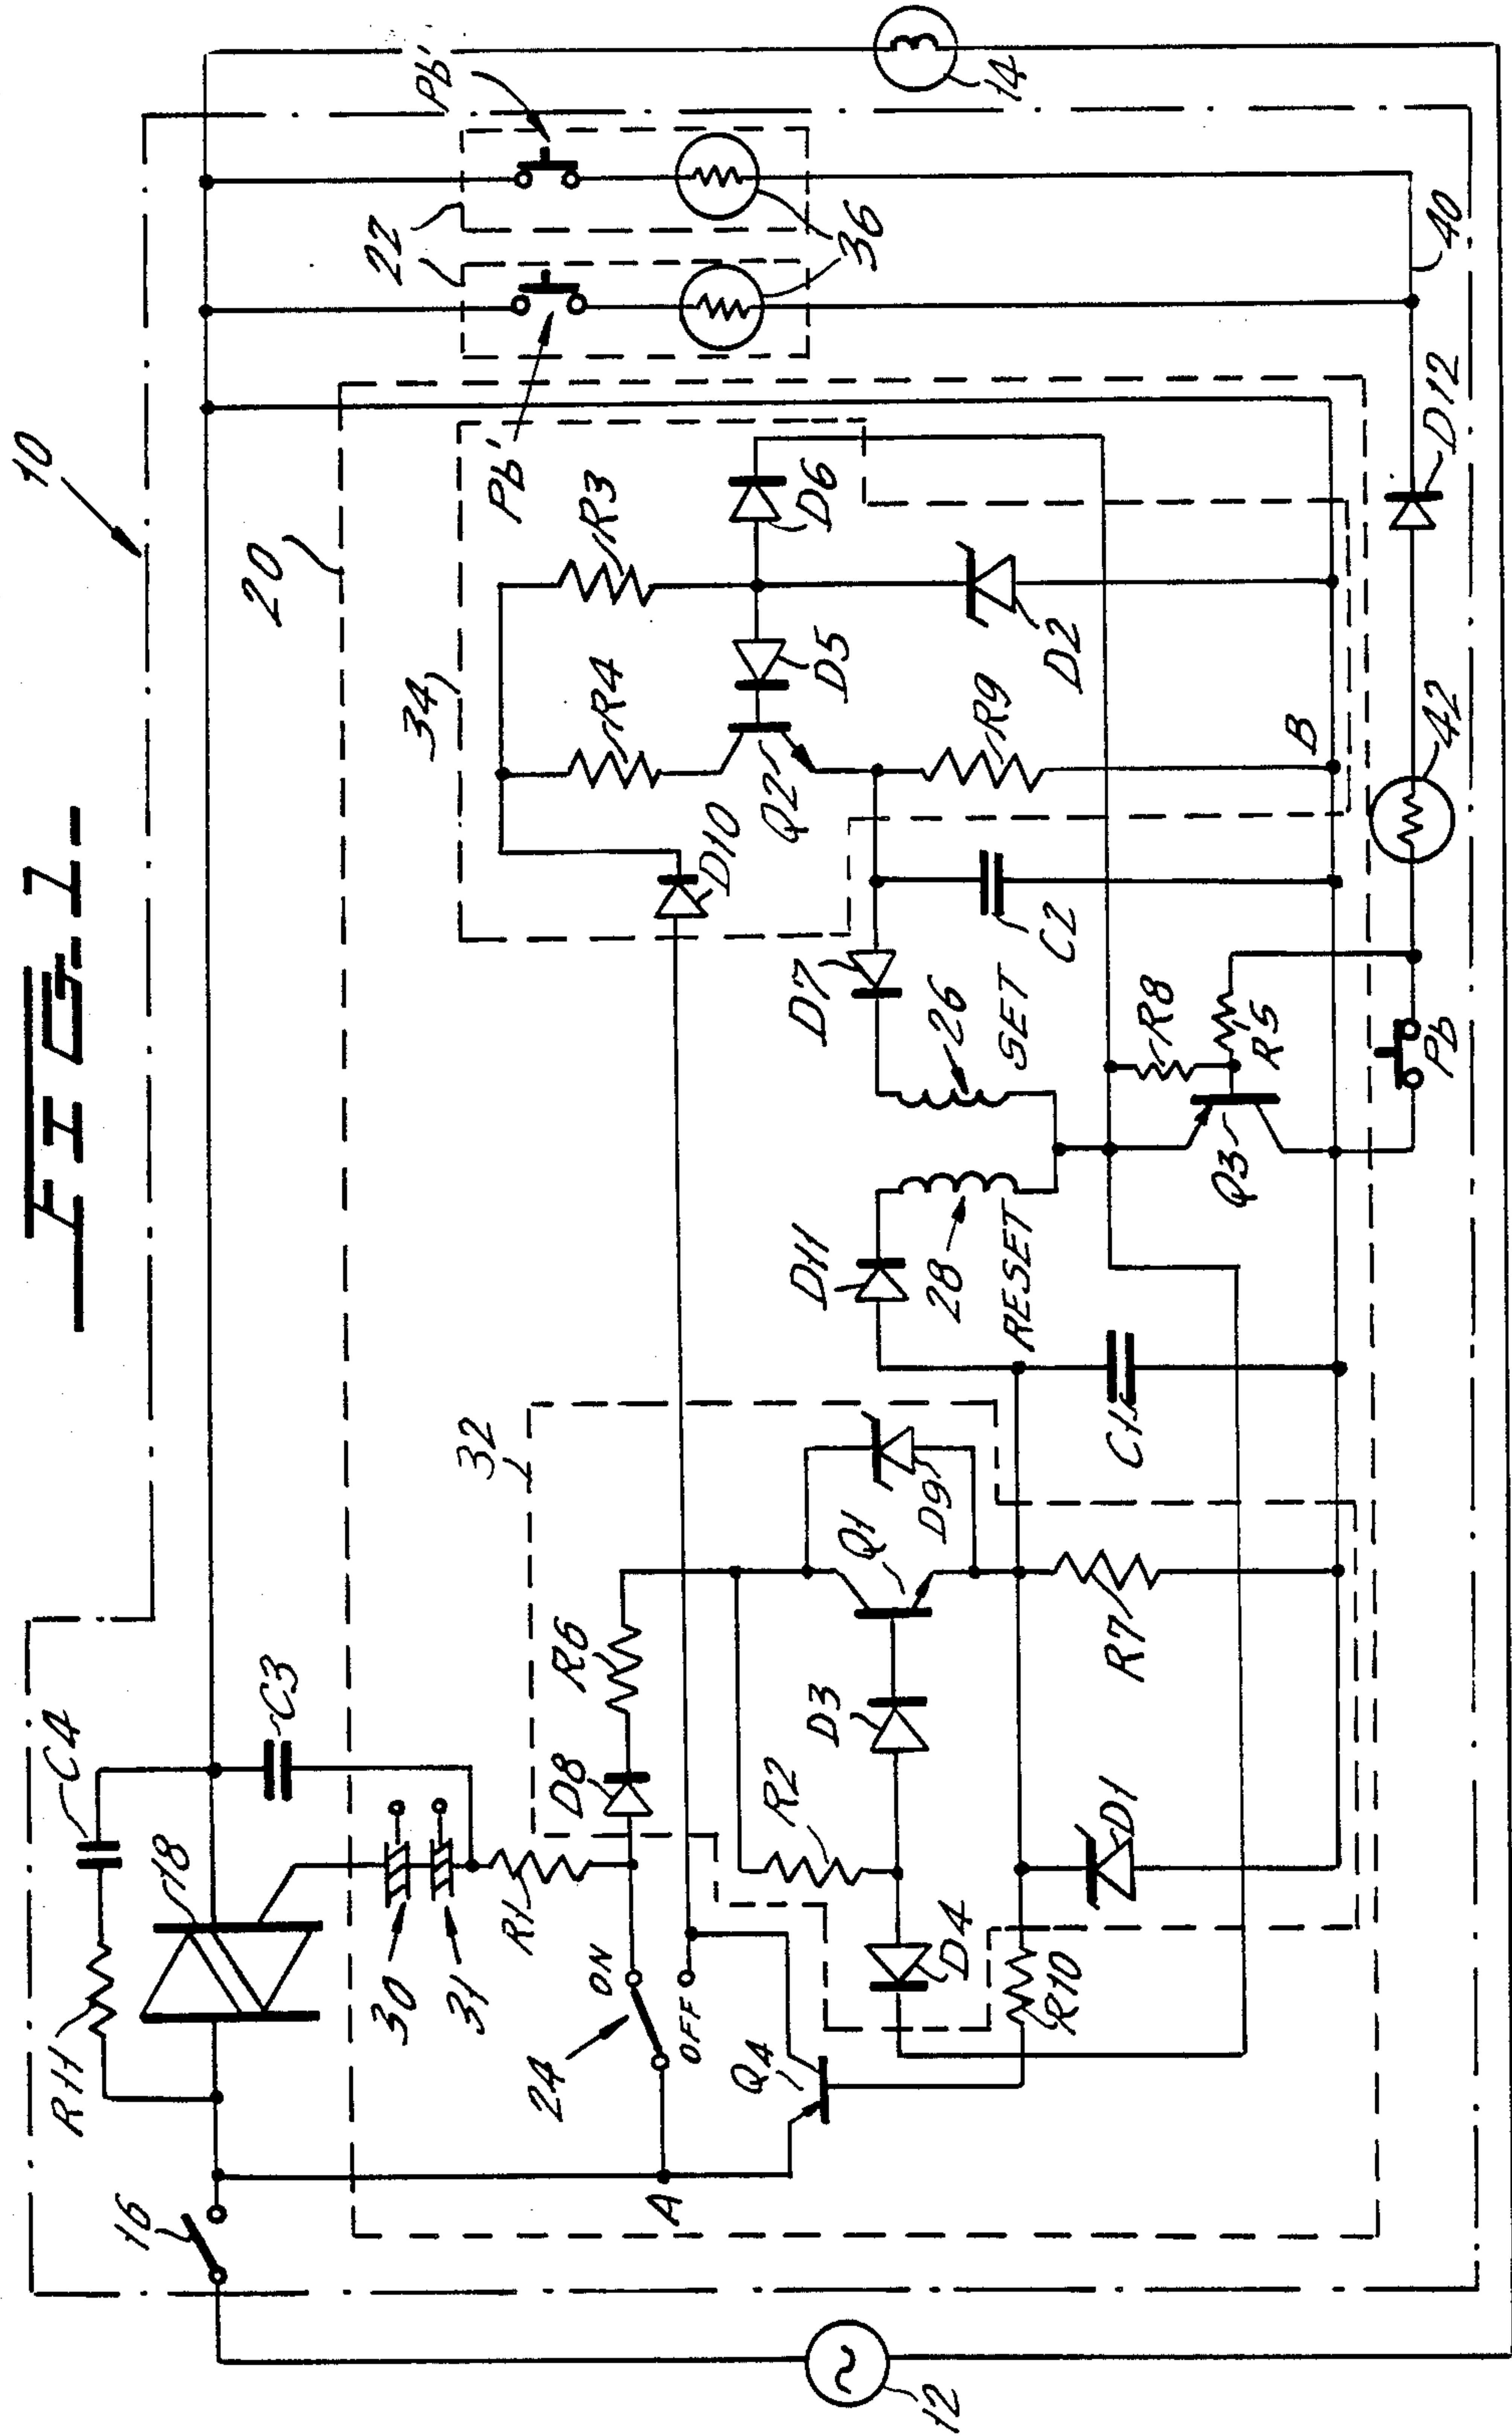 FIG-1-
10
R11
C4
18
C3
16
20
22
Pb'
14
34
R3
Pb'
36
30
31
R1
D8
R6
32
D10
R4
D5
D6
24
ON
OFF
A
Q4
R2
D3
Q1
D9
D11
28
RESET
D7
26
SET
C2
Q2
R9
D2
12
D4
R10
D1
R7
C1
Q3
R8
R5
B
Pb
42
D12
40